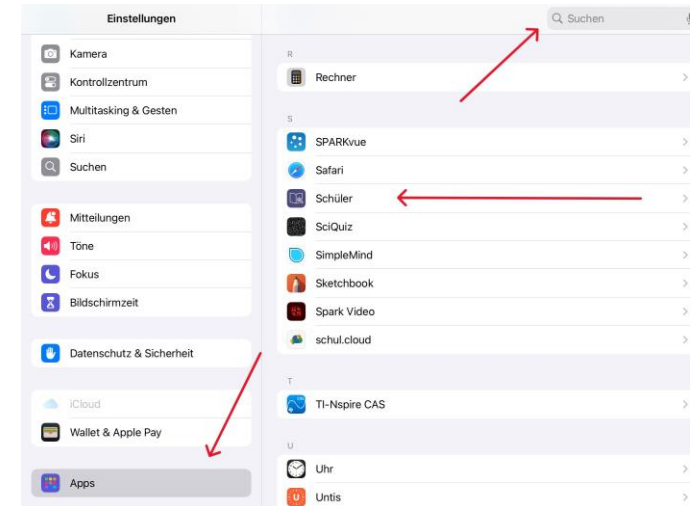 Einstellungen
Kamera
Kontrollzentrum
Multitasking & Gesten
Siri
Suchen
Mitteilungen
Töne
Fokus
Bildschirmzeit
Datenschutz & Sicherheit
iCloud
Wallet & Apple Pay
Apps
Suchen
R
Rechner
S
SPARKvue
Safari
Schüler
SciQuiz
SimpleMind
Sketchbook
Spark Video
schul.cloud
T
TI-Nspire CAS
U
Uhr
Untis